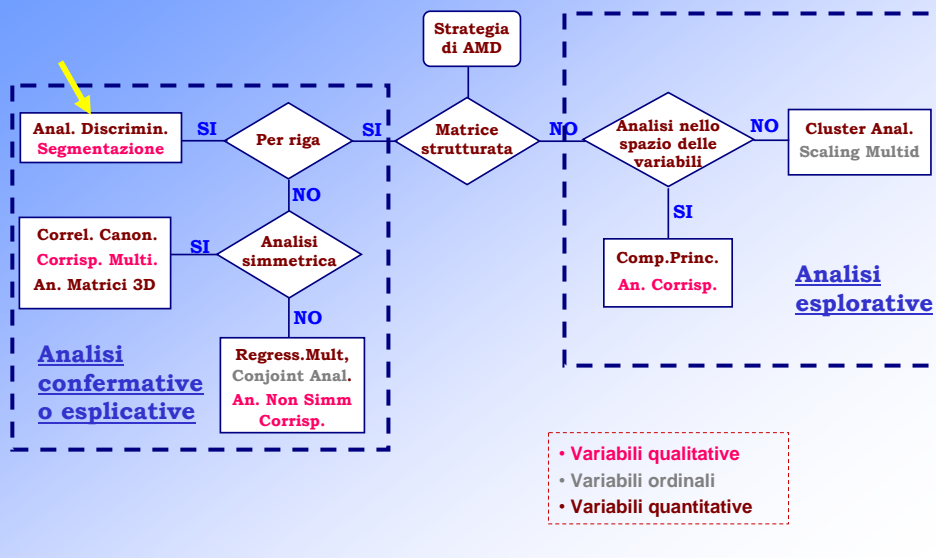 Strategia
di AMD
Anal. Discrimin.
Segmentazione
SI
Per riga
SI
Matrice
strutturata
NO
Analisi nello
spazio delle
variabili
NO
Cluster Anal.
Scaling Multid
NO
SI
Correl. Canon.
Corrisp. Multi.
An. Matrici 3D
SI
Analisi
simmetrica
Comp.Princ.
An. Corrisp.
Analisi
esplorative
NO
Analisi
confermative
o esplicative
Regress.Mult,
Conjoint Anal.
An. Non Simm
Corrisp.
• Variabili qualitative
• Variabili ordinali
• Variabili quantitative